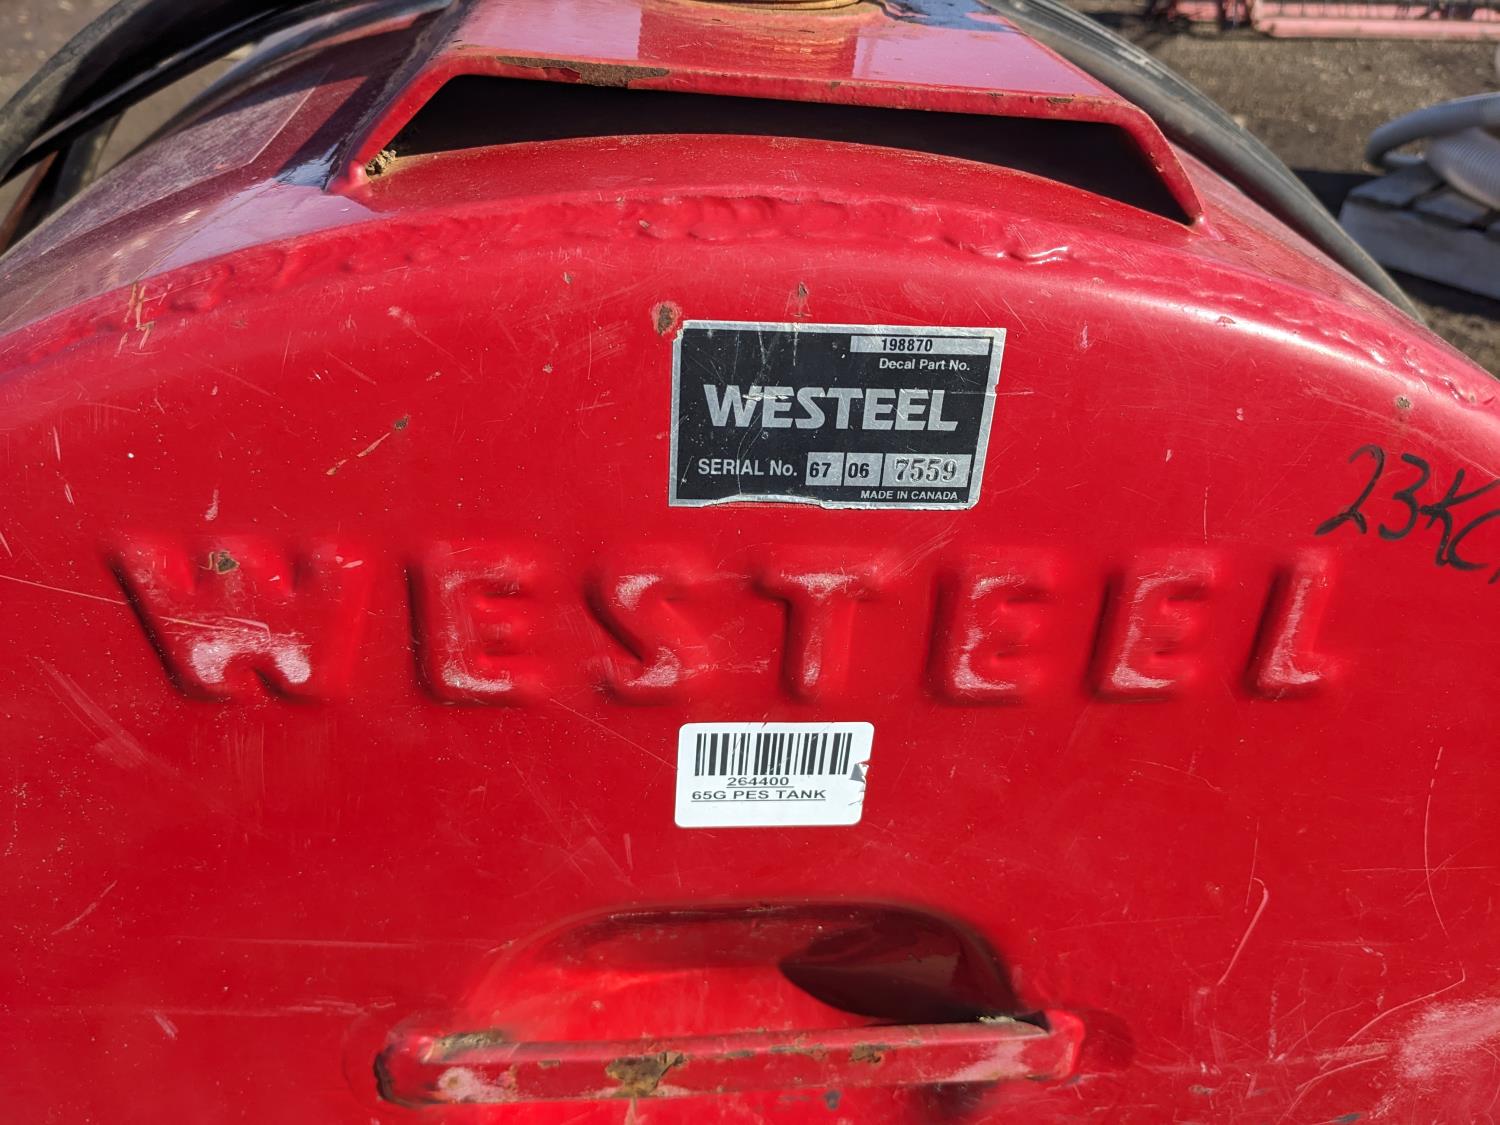 198870
Decal Part No.
WESTEEL
SERIAL No. 67 06 7559
MADE IN CANADA
WESTEEL
264400
65G PES TANK